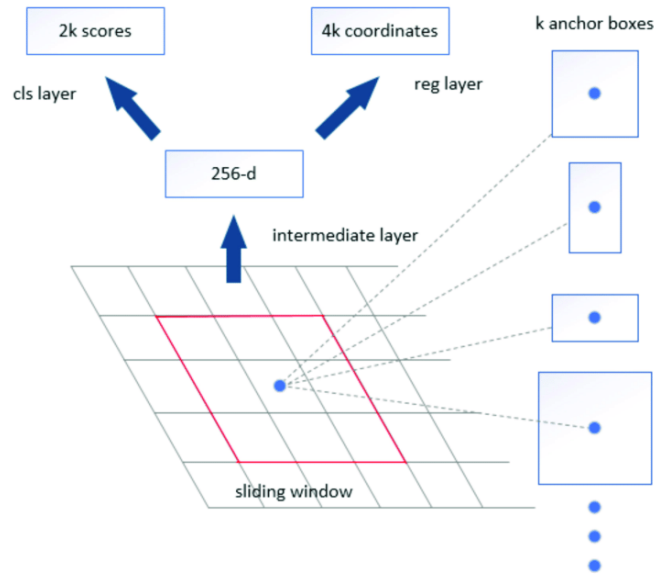 2k scores
4k coordinates
k anchor boxes
cls layer
reg layer
256-d
intermediate layer
sliding window